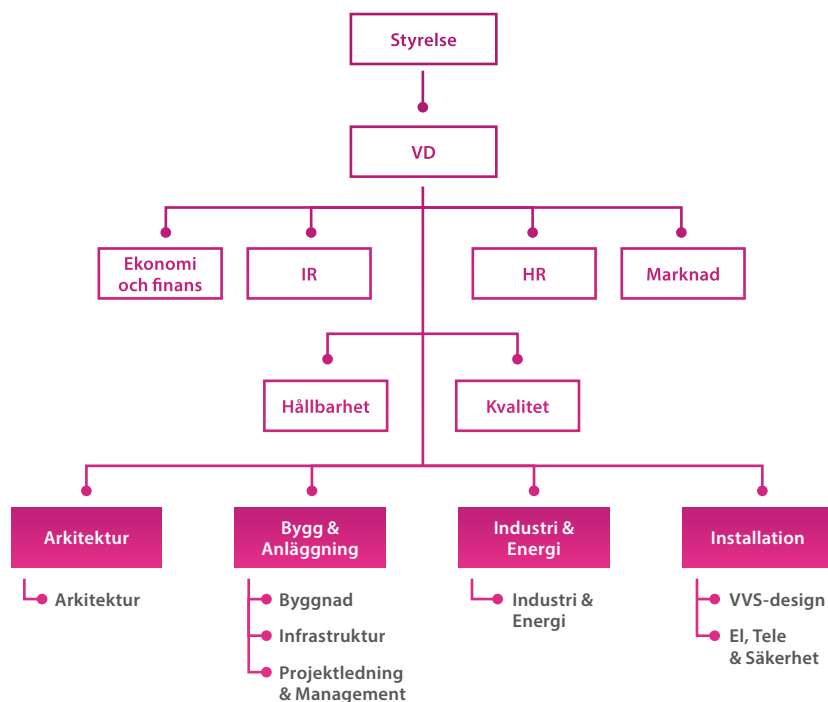 Styrelse
VD
Ekonomi
och finans
IR
HR
Marknad
Hållbarhet
Kvalitet
Arkitektur
Bygg &
Anläggning
Industri &
Energi
Installation
Arkitektur
Byggnad
Infrastruktur
Projektledning
& Management
Industri &
Energi
VVS-design
El, Tele
& Säkerhet